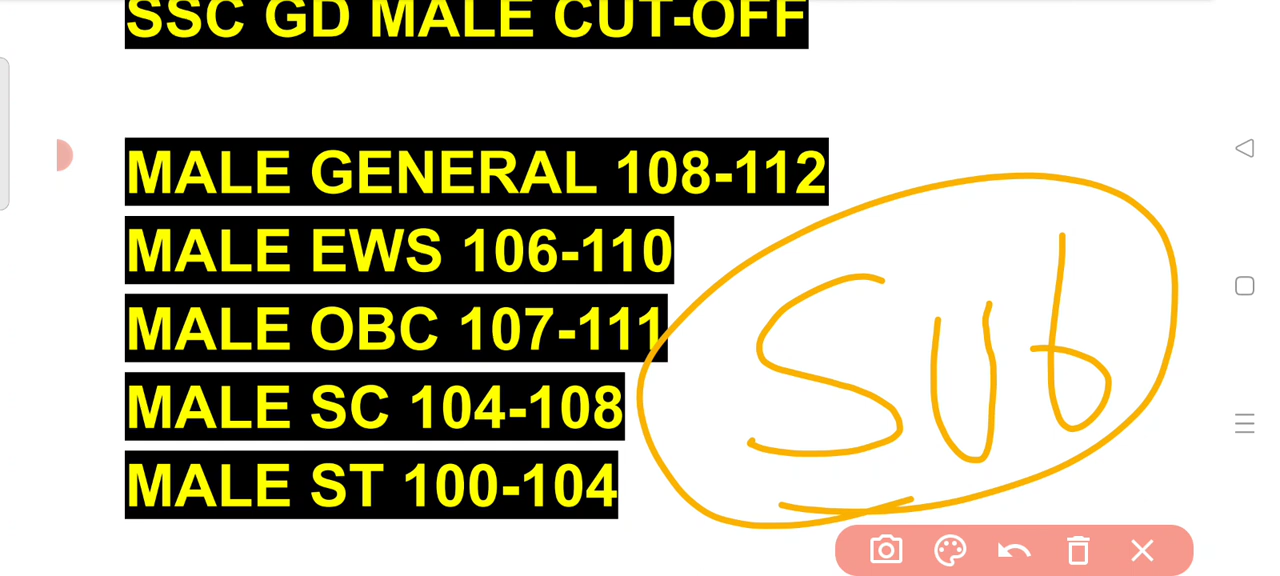 SSC GD MALE CUT-OFF
MALE GENERAL 108-112
MALE EWS 106-110
MALE OBC 107-111
MALE SC 104-108
MALE ST 100-104
Sub